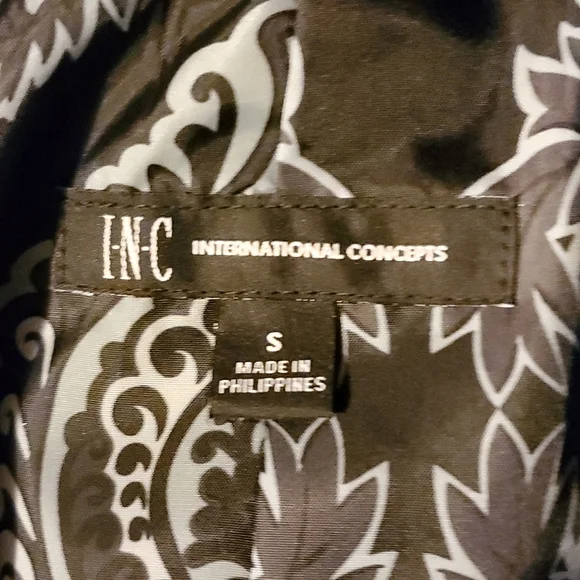 I·N·C INTERNATIONAL CONCEPTS
S
MADE IN
PHILIPPINES